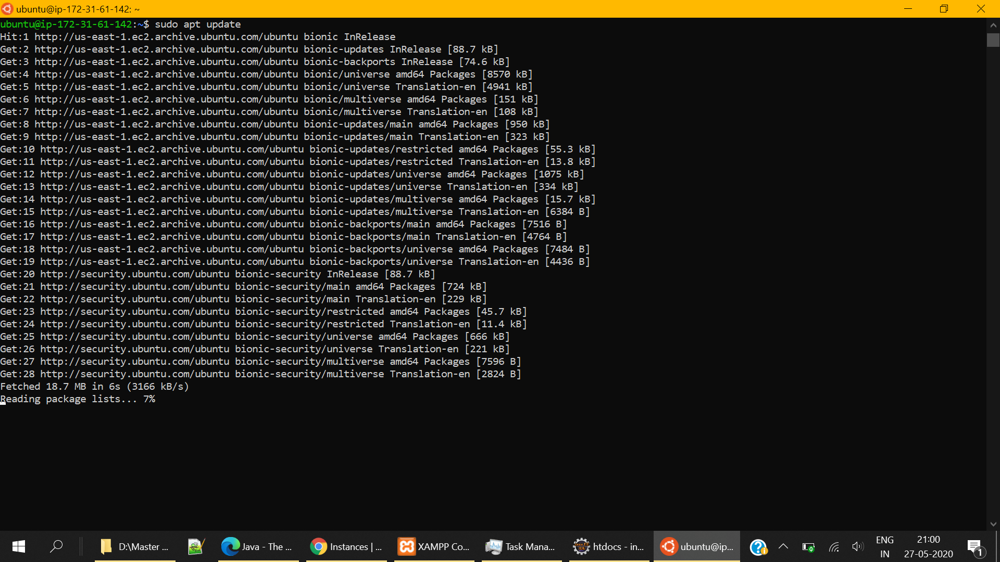 ubuntu@ip-172-31-61-142: ~
ubuntu@ip-172-31-61-142:~$ sudo apt update
Hit:1 http://us-east-1.ec2.archive.ubuntu.com/ubuntu bionic InRelease
Get:2 http://us-east-1.ec2.archive.ubuntu.com/ubuntu bionic-updates InRelease [88.7 kB]
Get:3 http://us-east-1.ec2.archive.ubuntu.com/ubuntu bionic-backports InRelease [74.6 kB]
Get:4 http://us-east-1.ec2.archive.ubuntu.com/ubuntu bionic/universe amd64 Packages [8570 kB]
Get:5 http://us-east-1.ec2.archive.ubuntu.com/ubuntu bionic/universe Translation-en [4941 kB]
Get:6 http://us-east-1.ec2.archive.ubuntu.com/ubuntu bionic/multiverse amd64 Packages [151 kB]
Get:7 http://us-east-1.ec2.archive.ubuntu.com/ubuntu bionic/multiverse Translation-en [108 kB]
Get:8 http://us-east-1.ec2.archive.ubuntu.com/ubuntu bionic-updates/main amd64 Packages [950 kB]
Get:9 http://us-east-1.ec2.archive.ubuntu.com/ubuntu bionic-updates/main Translation-en [323 kB]
Get:10 http://us-east-1.ec2.archive.ubuntu.com/ubuntu bionic-updates/restricted amd64 Packages [55.3 kB]
Get:11 http://us-east-1.ec2.archive.ubuntu.com/ubuntu bionic-updates/restricted Translation-en [13.8 kB]
Get:12 http://us-east-1.ec2.archive.ubuntu.com/ubuntu bionic-updates/universe amd64 Packages [1075 kB]
Get:13 http://us-east-1.ec2.archive.ubuntu.com/ubuntu bionic-updates/universe Translation-en [334 kB]
Get:14 http://us-east-1.ec2.archive.ubuntu.com/ubuntu bionic-updates/multiverse amd64 Packages [15.7 kB]
Get:15 http://us-east-1.ec2.archive.ubuntu.com/ubuntu bionic-updates/multiverse Translation-en [6384 B]
Get:16 http://us-east-1.ec2.archive.ubuntu.com/ubuntu bionic-backports/main amd64 Packages [7516 B]
Get:17 http://us-east-1.ec2.archive.ubuntu.com/ubuntu bionic-backports/main Translation-en [4764 B]
Get:18 http://us-east-1.ec2.archive.ubuntu.com/ubuntu bionic-backports/universe amd64 Packages [7484 B]
Get:19 http://us-east-1.ec2.archive.ubuntu.com/ubuntu bionic-backports/universe Translation-en [4436 B]
Get:20 http://security.ubuntu.com/ubuntu bionic-security InRelease [88.7 kB]
Get:21 http://security.ubuntu.com/ubuntu bionic-security/main amd64 Packages [724 kB]
Get:22 http://security.ubuntu.com/ubuntu bionic-security/main Translation-en [229 kB]
Get:23 http://security.ubuntu.com/ubuntu bionic-security/restricted amd64 Packages [45.7 kB]
Get:24 http://security.ubuntu.com/ubuntu bionic-security/restricted Translation-en [11.4 kB]
Get:25 http://security.ubuntu.com/ubuntu bionic-security/universe amd64 Packages [666 kB]
Get:26 http://security.ubuntu.com/ubuntu bionic-security/universe Translation-en [221 kB]
Get:27 http://security.ubuntu.com/ubuntu bionic-security/multiverse amd64 Packages [7596 B]
Get:28 http://security.ubuntu.com/ubuntu bionic-security/multiverse Translation-en [2824 B]
Fetched 18.7 MB in 6s (3166 kB/s)
Reading package lists... 7%
D:\Master ... Java - The ... Instances | ... XAMPP Co... Task Mana... htdocs - in... ubuntu@ip...
ENG
IN
21:00
27-05-2020
1